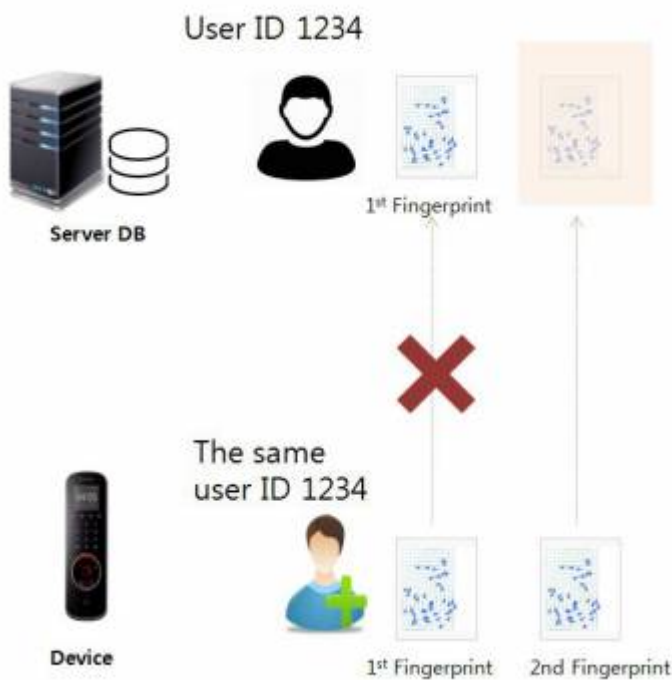 User ID 1234
1st Fingerprint
Server DB
The same
user ID 1234
Device
1st Fingerprint
2nd Fingerprint